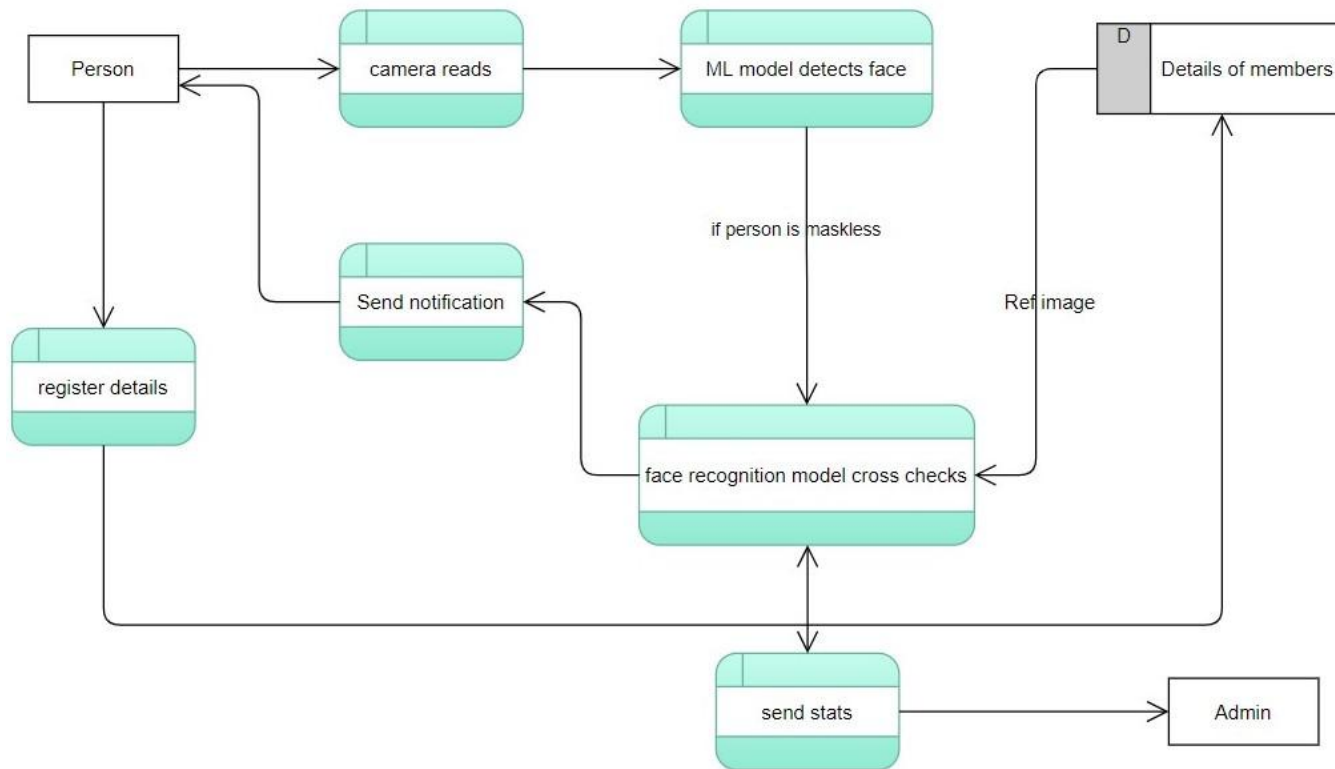 Person
camera reads
ML model detects face
D
Details of members
if person is maskless
Send notification
Ref image
register details
face recognition model cross checks
send stats
Admin